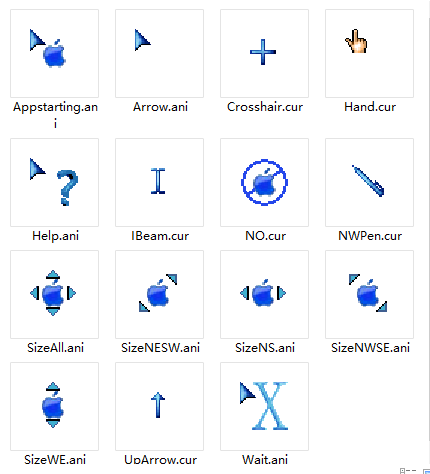 Appstarting.an
i
Arrow.ani
Crosshair.cur
Hand.cur
Help.ani
IBeam.cur
NO.cur
NWPen.cur
SizeAll.ani
SizeNESW.ani
SizeNS.ani
SizeNWSE.ani
SizeWE.ani
UpArrow.cur
Wait.ani